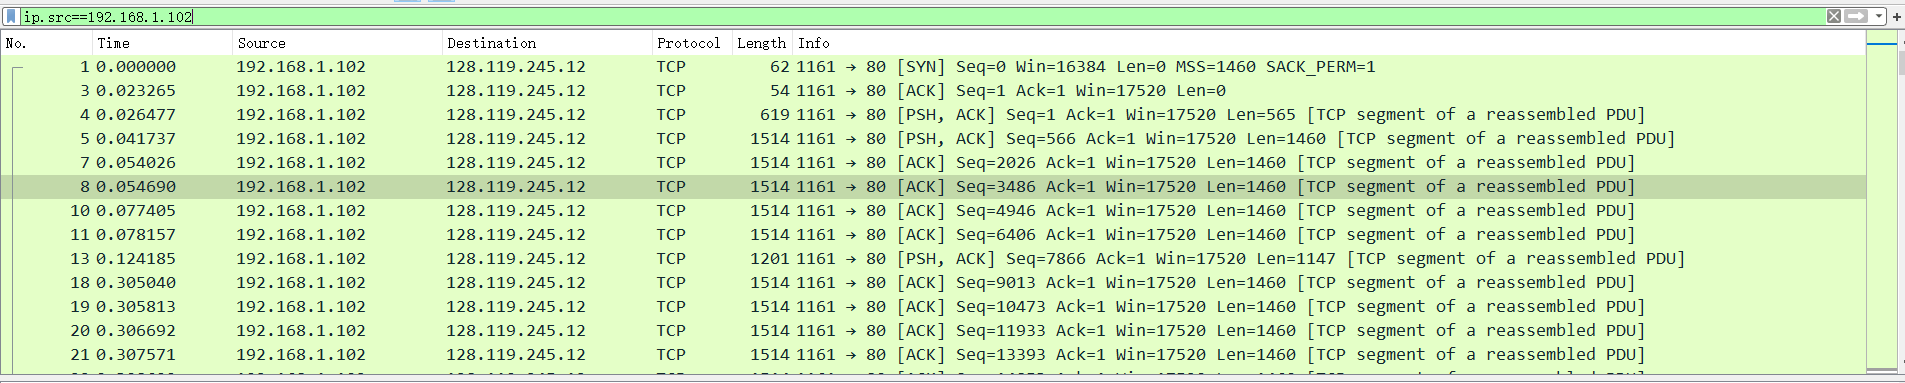 ip.src==192.168.1.102
No. Time Source Destination Protocol Length Info
1 0.000000 192.168.1.102 128.119.245.12 TCP 62 1161 → 80 [SYN] Seq=0 Win=16384 Len=0 MSS=1460 SACK_PERM=1
3 0.023265 192.168.1.102 128.119.245.12 TCP 54 1161 → 80 [ACK] Seq=1 Ack=1 Win=17520 Len=0
4 0.026477 192.168.1.102 128.119.245.12 TCP 619 1161 → 80 [PSH, ACK] Seq=1 Ack=1 Win=17520 Len=565 [TCP segment of a reassembled PDU]
5 0.041737 192.168.1.102 128.119.245.12 TCP 1514 1161 → 80 [PSH, ACK] Seq=566 Ack=1 Win=17520 Len=1460 [TCP segment of a reassembled PDU]
7 0.054026 192.168.1.102 128.119.245.12 TCP 1514 1161 → 80 [ACK] Seq=2026 Ack=1 Win=17520 Len=1460 [TCP segment of a reassembled PDU]
8 0.054690 192.168.1.102 128.119.245.12 TCP 1514 1161 → 80 [ACK] Seq=3486 Ack=1 Win=17520 Len=1460 [TCP segment of a reassembled PDU]
10 0.077405 192.168.1.102 128.119.245.12 TCP 1514 1161 → 80 [ACK] Seq=4946 Ack=1 Win=17520 Len=1460 [TCP segment of a reassembled PDU]
11 0.078157 192.168.1.102 128.119.245.12 TCP 1514 1161 → 80 [ACK] Seq=6406 Ack=1 Win=17520 Len=1460 [TCP segment of a reassembled PDU]
13 0.124185 192.168.1.102 128.119.245.12 TCP 1201 1161 → 80 [PSH, ACK] Seq=7866 Ack=1 Win=17520 Len=1147 [TCP segment of a reassembled PDU]
18 0.305040 192.168.1.102 128.119.245.12 TCP 1514 1161 → 80 [ACK] Seq=9013 Ack=1 Win=17520 Len=1460 [TCP segment of a reassembled PDU]
19 0.305813 192.168.1.102 128.119.245.12 TCP 1514 1161 → 80 [ACK] Seq=10473 Ack=1 Win=17520 Len=1460 [TCP segment of a reassembled PDU]
20 0.306692 192.168.1.102 128.119.245.12 TCP 1514 1161 → 80 [ACK] Seq=11933 Ack=1 Win=17520 Len=1460 [TCP segment of a reassembled PDU]
21 0.307571 192.168.1.102 128.119.245.12 TCP 1514 1161 → 80 [ACK] Seq=13393 Ack=1 Win=17520 Len=1460 [TCP segment of a reassembled PDU]